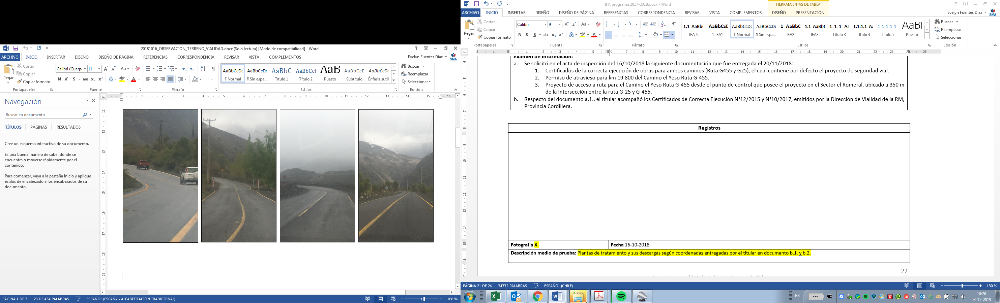 20181016_OBSERVACION_TERRENO_VIALIDAD.docx (Solo lectura) [Modo de compatibilidad] - Word
ARCHIVO INICIO INSERTAR DISEÑO DISEÑO DE PÁGINA REFERENCIAS CORRESPONDENCIA REVISAR VISTA COMPLEMENTOS
Evelyn Fuentes Diaz
SMA
Pegar
Cortar
Copiar
Copiar formato
Portapapeles
Calibri (Cuerpo 11
N K S abc x₂ x²
Fuente
Párrafo
AaBbCcDc AaBbCcDc AaBbC AaBbCcl AaB AaBbCcD AaBbCcDc
¶ Normal ¶ Sin espa... Título 1 Título 2 Puesto Subtítulo Énfasis sutil
Estilos
Buscar
Reemplazar
Seleccionar
Edición
Navegación
Buscar en documento
TÍTULOS PÁGINAS RESULTADOS
Cree un esquema interactivo de su documento.
Es una buena manera de saber dónde se
encuentra o moverse rápidamente por el
contenido.
Para comenzar, vaya a la pestaña Inicio y aplique
estilos de encabezado a los encabezados de su
documento.
PÁGINA 1 DE 3 23 DE 434 PALABRAS ESPAÑOL (ESPAÑA - ALFABETIZACIÓN TRADICIONAL) 160 %
IFA programa 2017-2018.docx - Word
HERRAMIENTAS DE TABLA
ARCHIVO INICIO INSERTAR DISEÑO DISEÑO DE PÁGINA REFERENCIAS CORRESPONDENCIA REVISAR VISTA COMPLEMENTOS DISEÑO PRESENTACIÓN
Evelyn Fuentes Diaz
SMA
Pegar
Cortar
Copiar
Copiar formato
Portapapeles
Calibri 9
N K S abc x₂ x²
Fuente
Párrafo
1.1 AaBb( AaBbCcI AaBbCcDc AaBbCcDc 1 AaBbC 1.1 AaBb( 1.1.1 Aa 1.1.1.1 Aa 1.1.1.1.1 AaBl
IFA 4 ¶ IFA1 ¶ Normal ¶ Sin espa... IFA2 IFA3 Título 3 Título 4 Título 5 Puesto
Estilos
Buscar
Reemplazar
Seleccionar
Edición
Examen de información:
a. Se solicitó en el acta de inspección del 16/10/2018 la siguiente documentación que fue entregada el 20/11/2018:
1. Certificados de la correcta ejecución de obras para ambos caminos (Ruta G455 y G25), el cual contiene por defecto el proyecto de seguridad vial.
2. Permiso de atravieso para km 19.800 del Camino el Yeso Ruta G-455.
3. Proyecto de acceso a ruta para el Camino el Yeso Ruta G-455 desde el punto de control que posee el proyecto en el Sector el Romeral, ubicado a 350 m
de la intersección entre la ruta G-25 y G-455.
b. Respecto del documento a.1., el titular acompañó los Certificados de Correcta Ejecución N°12/2015 y N°10/2017, emitidos por la Dirección de Vialidad de la RM,
Provincia Cordillera.
Registros
Fotografía X. Fecha 16-10-2018
Descripción medio de prueba: Plantas de tratamiento y sus descargas según coordenadas entregadas por el titular en documento b.1. y b.2.
22
PÁGINA 21 DE 24 34772 PALABRAS ESPAÑOL (CHILE) 130 %
ES
16:26
03-12-2019